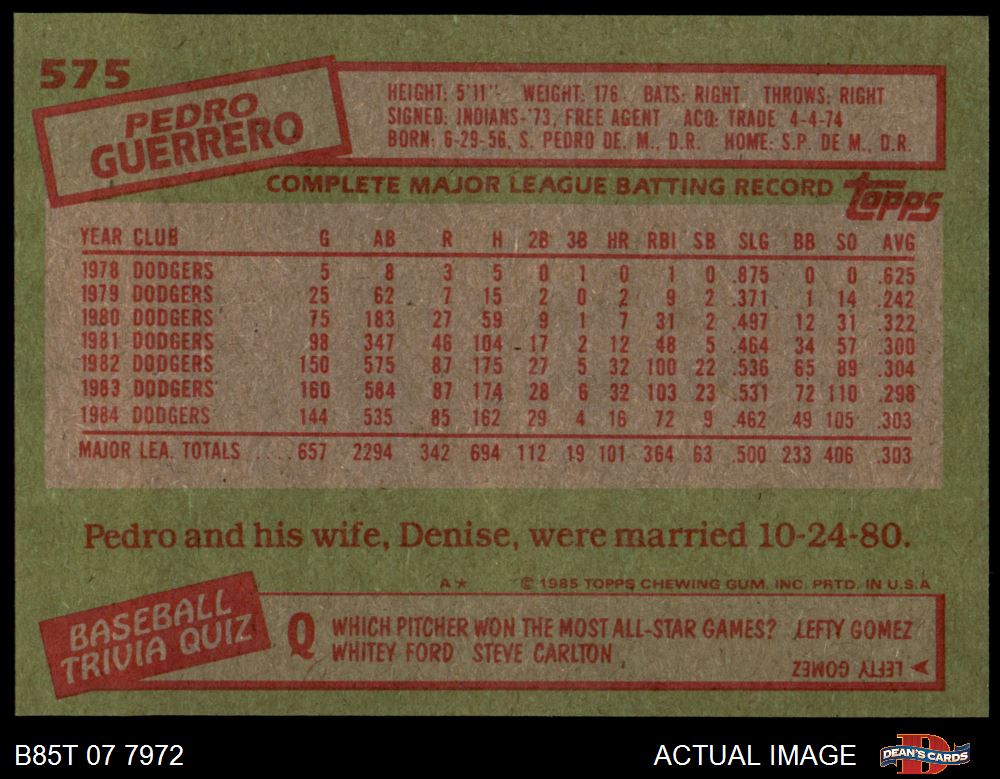 575
PEDRO
GUERRERO
HEIGHT: 5'11" WEIGHT: 176 BATS: RIGHT THROWS: RIGHT
SIGNED: INDIANS-'73, FREE AGENT ACQ: TRADE 4-4-74
BORN: 6-29-56, S. PEDRO DE. M., D.R. HOME: S.P. DE M., D.R.
COMPLETE MAJOR LEAGUE BATTING RECORD topps
YEAR CLUB G AB R H 2B 3B HR RBI SB SLG BB SO AVG
1978 DODGERS 5 8 3 5 0 1 0 1 0 .875 0 0 .625
1979 DODGERS 25 62 7 15 2 0 2 9 2 .371 1 14 .242
1980 DODGERS 75 183 27 59 9 1 7 31 2 .497 12 31 .322
1981 DODGERS 98 347 46 104 17 2 12 48 5 .464 34 57 .300
1982 DODGERS 150 575 87 175 27 5 32 100 22 .536 65 89 .304
1983 DODGERS 160 584 87 174 28 6 32 103 23 .531 72 110 .298
1984 DODGERS 144 535 85 162 29 4 16 72 9 .462 49 105 .303
MAJOR LEA. TOTALS ....657 2294 342 694 112 19 101 364 63 .500 233 406 .303
Pedro and his wife, Denise, were married 10-24-80.
A* © 1985 TOPPS CHEWING GUM, INC. PRTD. IN U.S.A
BASEBALL
TRIVIA QUIZ
Q WHICH PITCHER WON THE MOST ALL-STAR GAMES? LEFTY GOMEZ
WHITEY FORD STEVE CARLTON
LEFTY GOMEZ
B85T 07 7972
ACTUAL IMAGE
DEAN'S CARDS